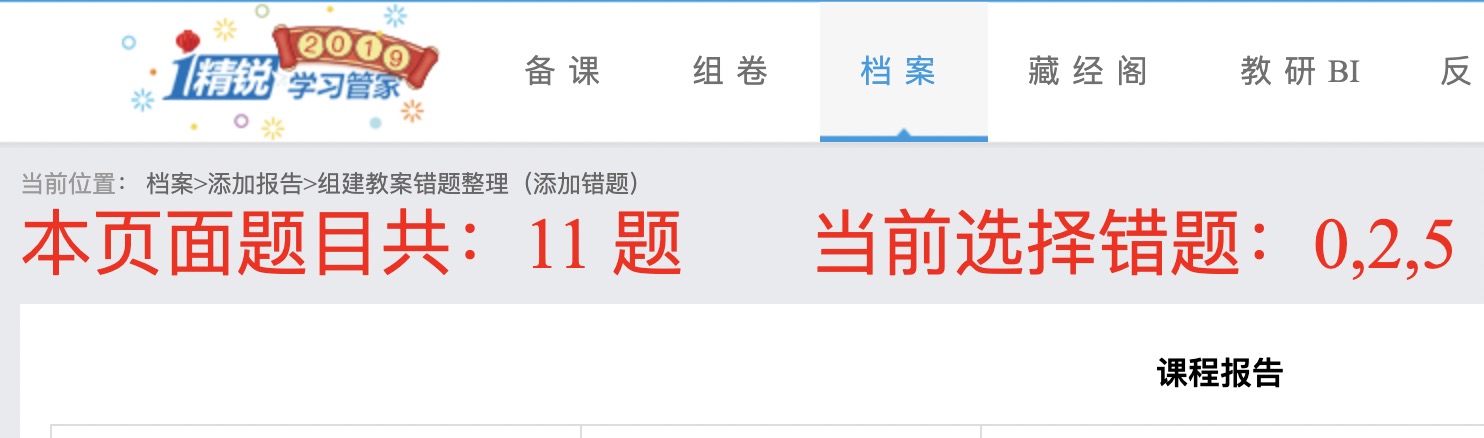 2019
i精锐 学习管家
备课 组卷 档案 藏经阁 教研BI 反
当前位置： 档案>添加报告>组建教案错题整理（添加错题）
本页面题目共：11 题 当前选择错题：0,2,5
课程报告